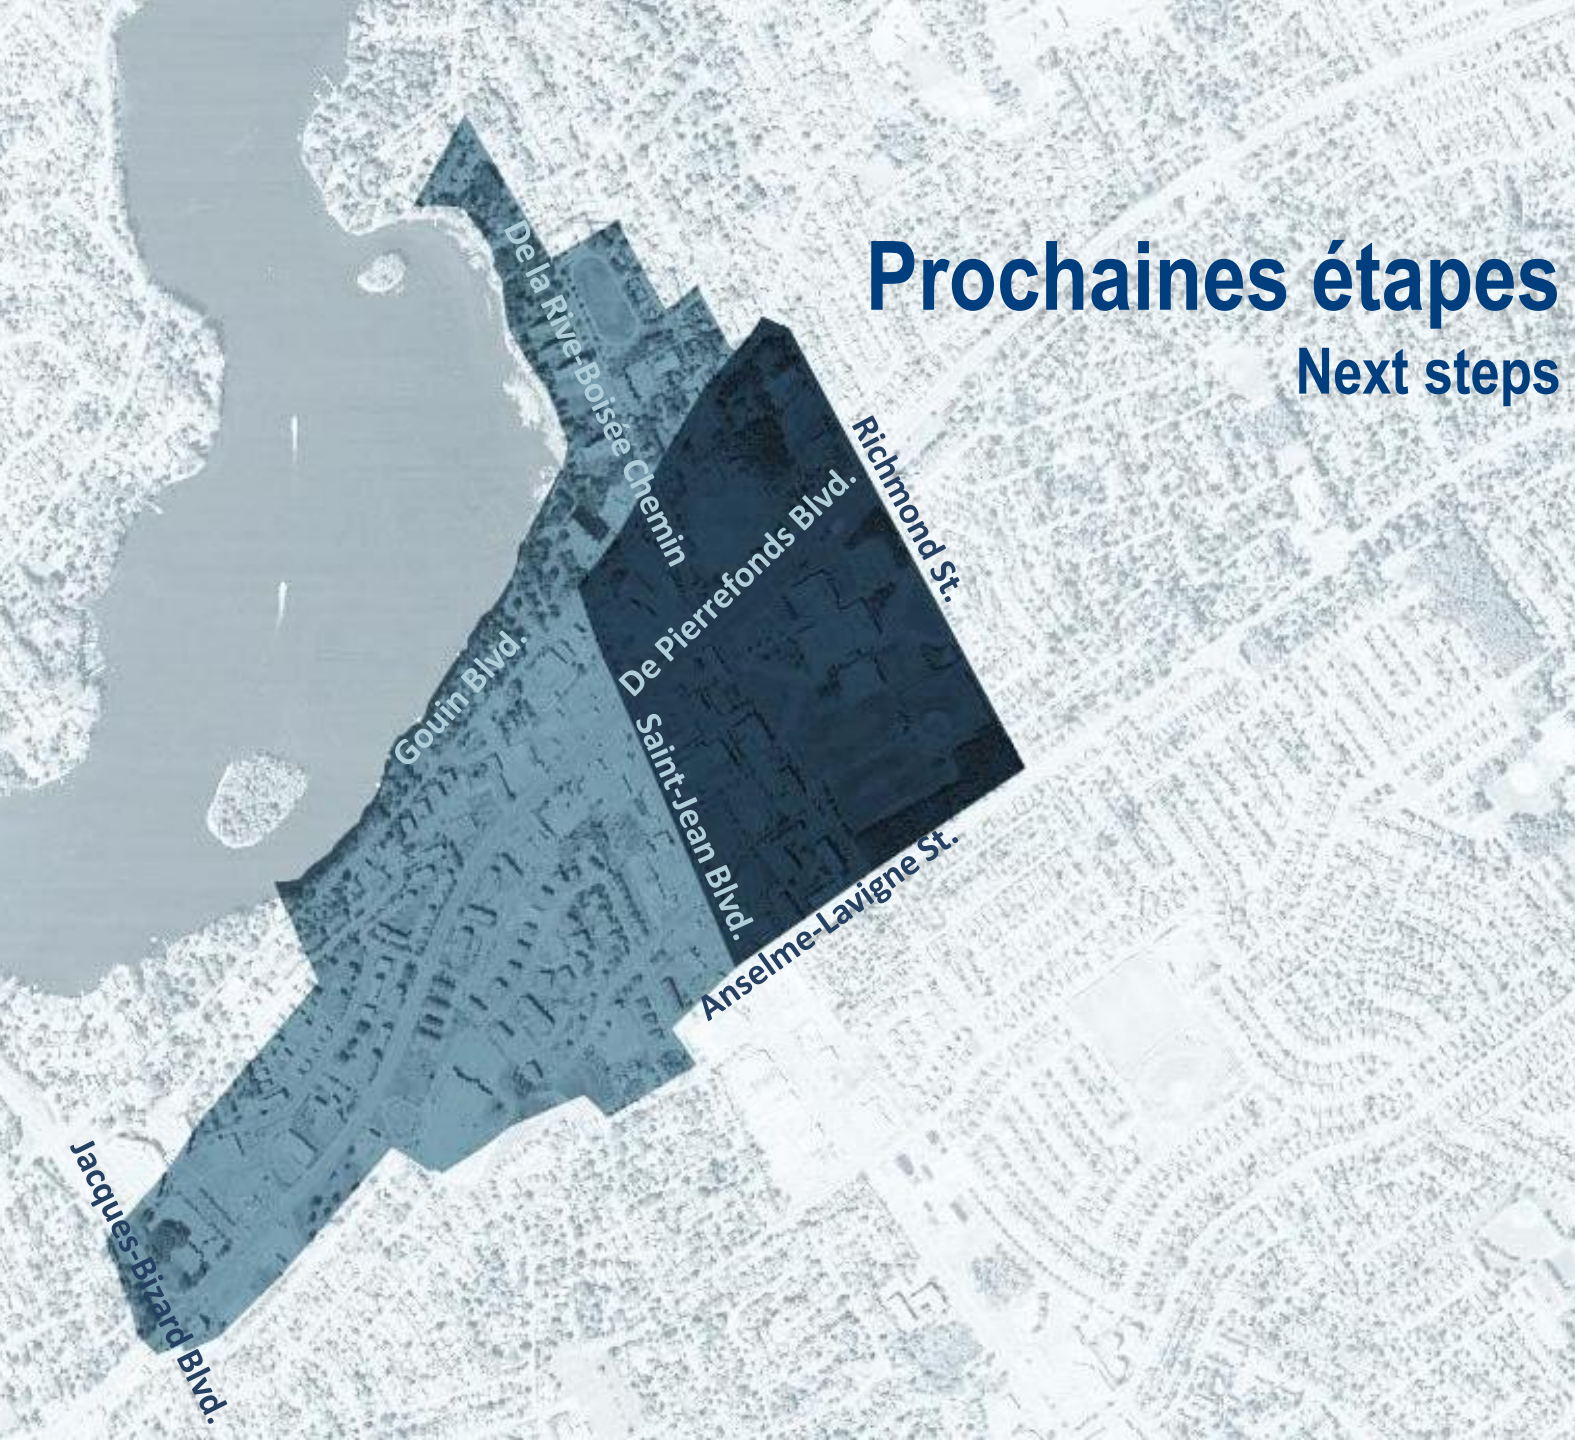 Prochaines étapes
Next steps
De la Rive-Boisée Chemin
Richmond St.
De Pierrefonds Blvd.
Gouin Blvd.
Saint-Jean Blvd.
Anselme-Lavigne St.
Jacques-Bizard Blvd.